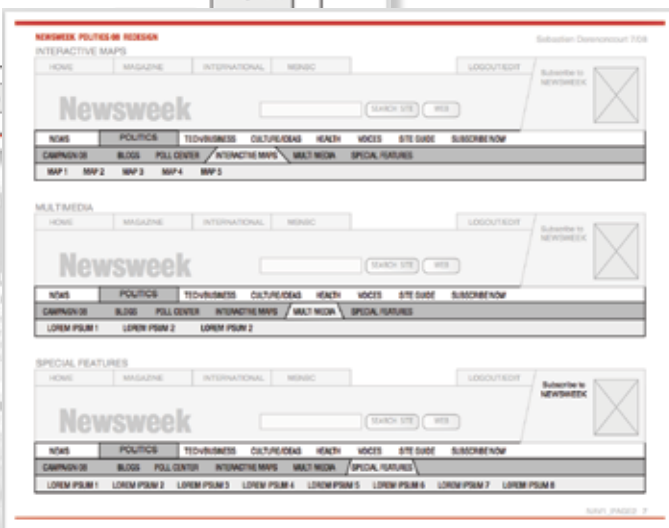 NEWSWEEK POLITICS 08 REDESIGN
INTERACTIVE MAPS
HOME MAGAZINE INTERNATIONAL MSNBC LOGOUT/EDIT Subscribe to
NEWSWEEK
Newsweek SEARCH SITE WEB
NEWS POLITICS TECH/BUSINESS CULTURE/IDEAS HEALTH VOICES SITE GUIDE SUBSCRIBE NOW
CAMPAIGN 08 BLOGS POLL CENTER INTERACTIVE MAPS MULT MEDIA SPECIAL FEATURES
MAP 1 MAP 2 MAP 3 MAP 4 MAP 5
MULTIMEDIA
HOME MAGAZINE INTERNATIONAL MSNBC LOGOUT/EDIT Subscribe to
NEWSWEEK
Newsweek SEARCH SITE WEB
NEWS POLITICS TECH/BUSINESS CULTURE/IDEAS HEALTH VOICES SITE GUIDE SUBSCRIBE NOW
CAMPAIGN 08 BLOGS POLL CENTER INTERACTIVE MAPS MULT MEDIA SPECIAL FEATURES
LOREM IPSUM 1 LOREM IPSUM 2 LOREM IPSUM 2
SPECIAL FEATURES
HOME MAGAZINE INTERNATIONAL MSNBC LOGOUT/EDIT Subscribe to
NEWSWEEK
Newsweek SEARCH SITE WEB
NEWS POLITICS TECH/BUSINESS CULTURE/IDEAS HEALTH VOICES SITE GUIDE SUBSCRIBE NOW
CAMPAIGN 08 BLOGS POLL CENTER INTERACTIVE MAPS MULT MEDIA SPECIAL FEATURES
LOREM IPSUM 1 LOREM IPSUM 2 LOREM IPSUM 3 LOREM IPSUM 4 LOREM IPSUM 5 LOREM IPSUM 6 LOREM IPSUM 7 LOREM IPSUM 8